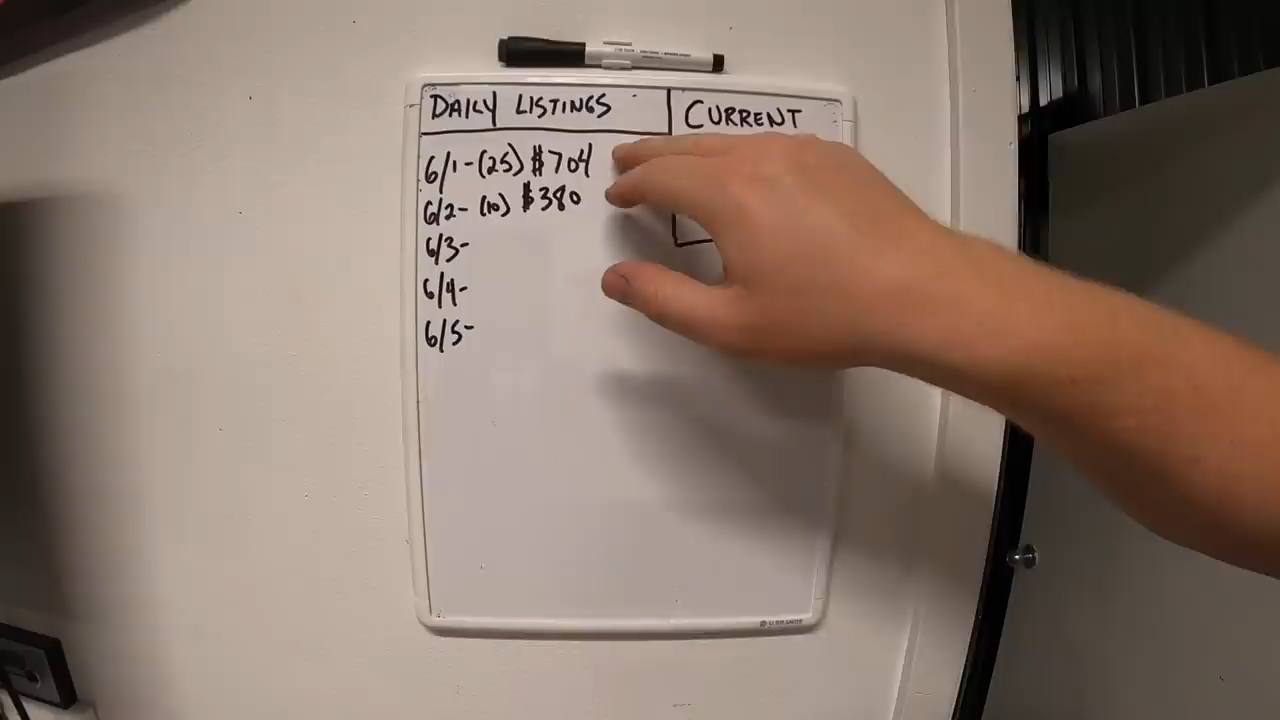 DAILY LISTINGS
CURRENT
6/1-(25) $704
6/2-(10) $380
6/3-
6/4-
6/5-